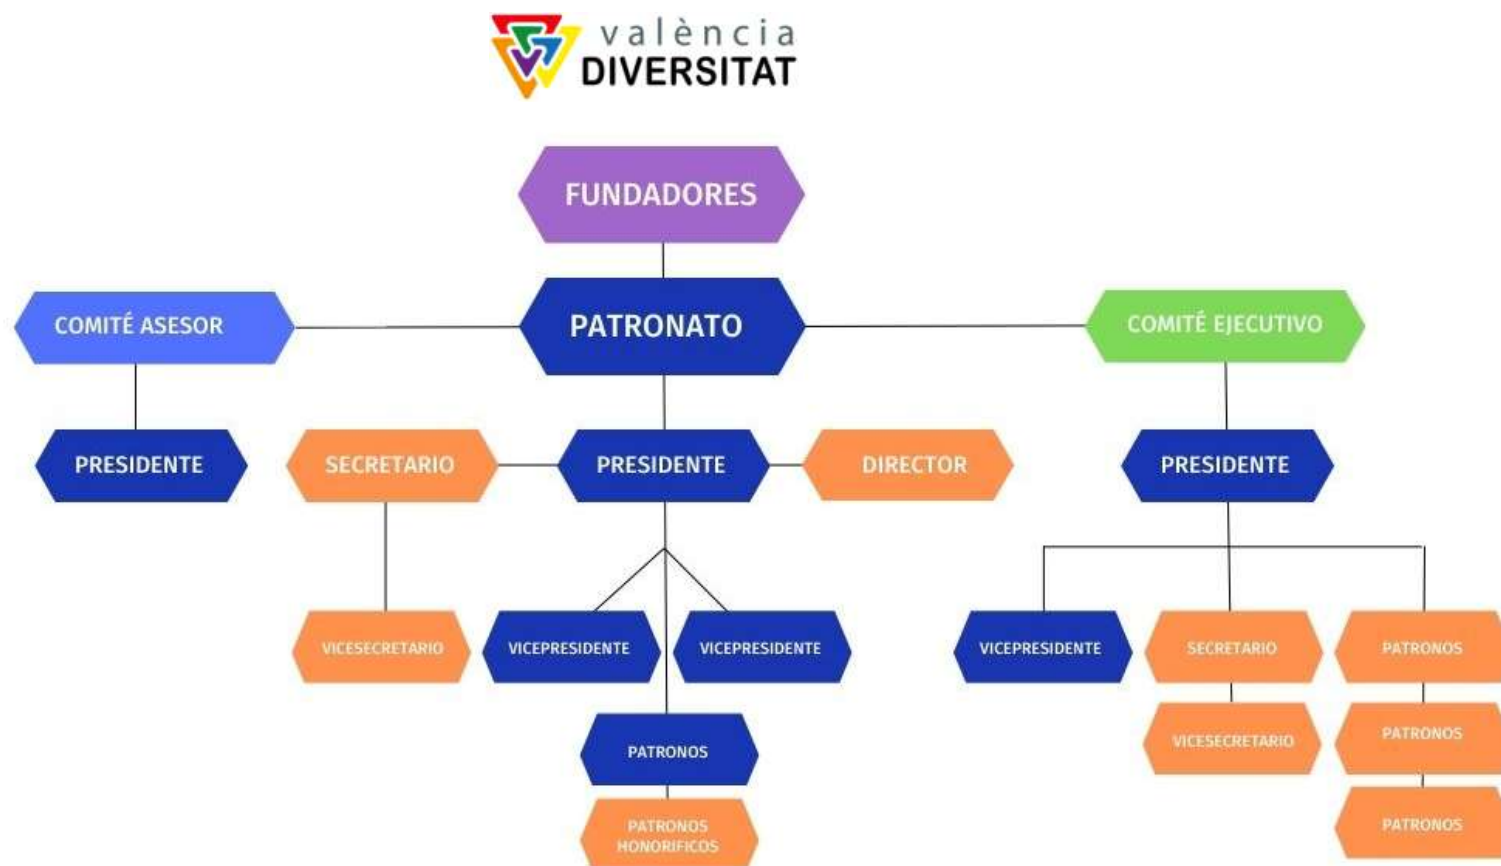 valència
DIVERSITAT
FUNDADORES
COMITÉ ASESOR
PATRONATO
COMITÉ EJECUTIVO
PRESIDENTE
SECRETARIO
PRESIDENTE
DIRECTOR
PRESIDENTE
VICESECRETARIO
VICEPRESIDENTE
VICEPRESIDENTE
VICEPRESIDENTE
SECRETARIO
PATRONOS
PATRONOS
VICESECRETARIO
PATRONOS
PATRONOS
HONORIFICOS
PATRONOS